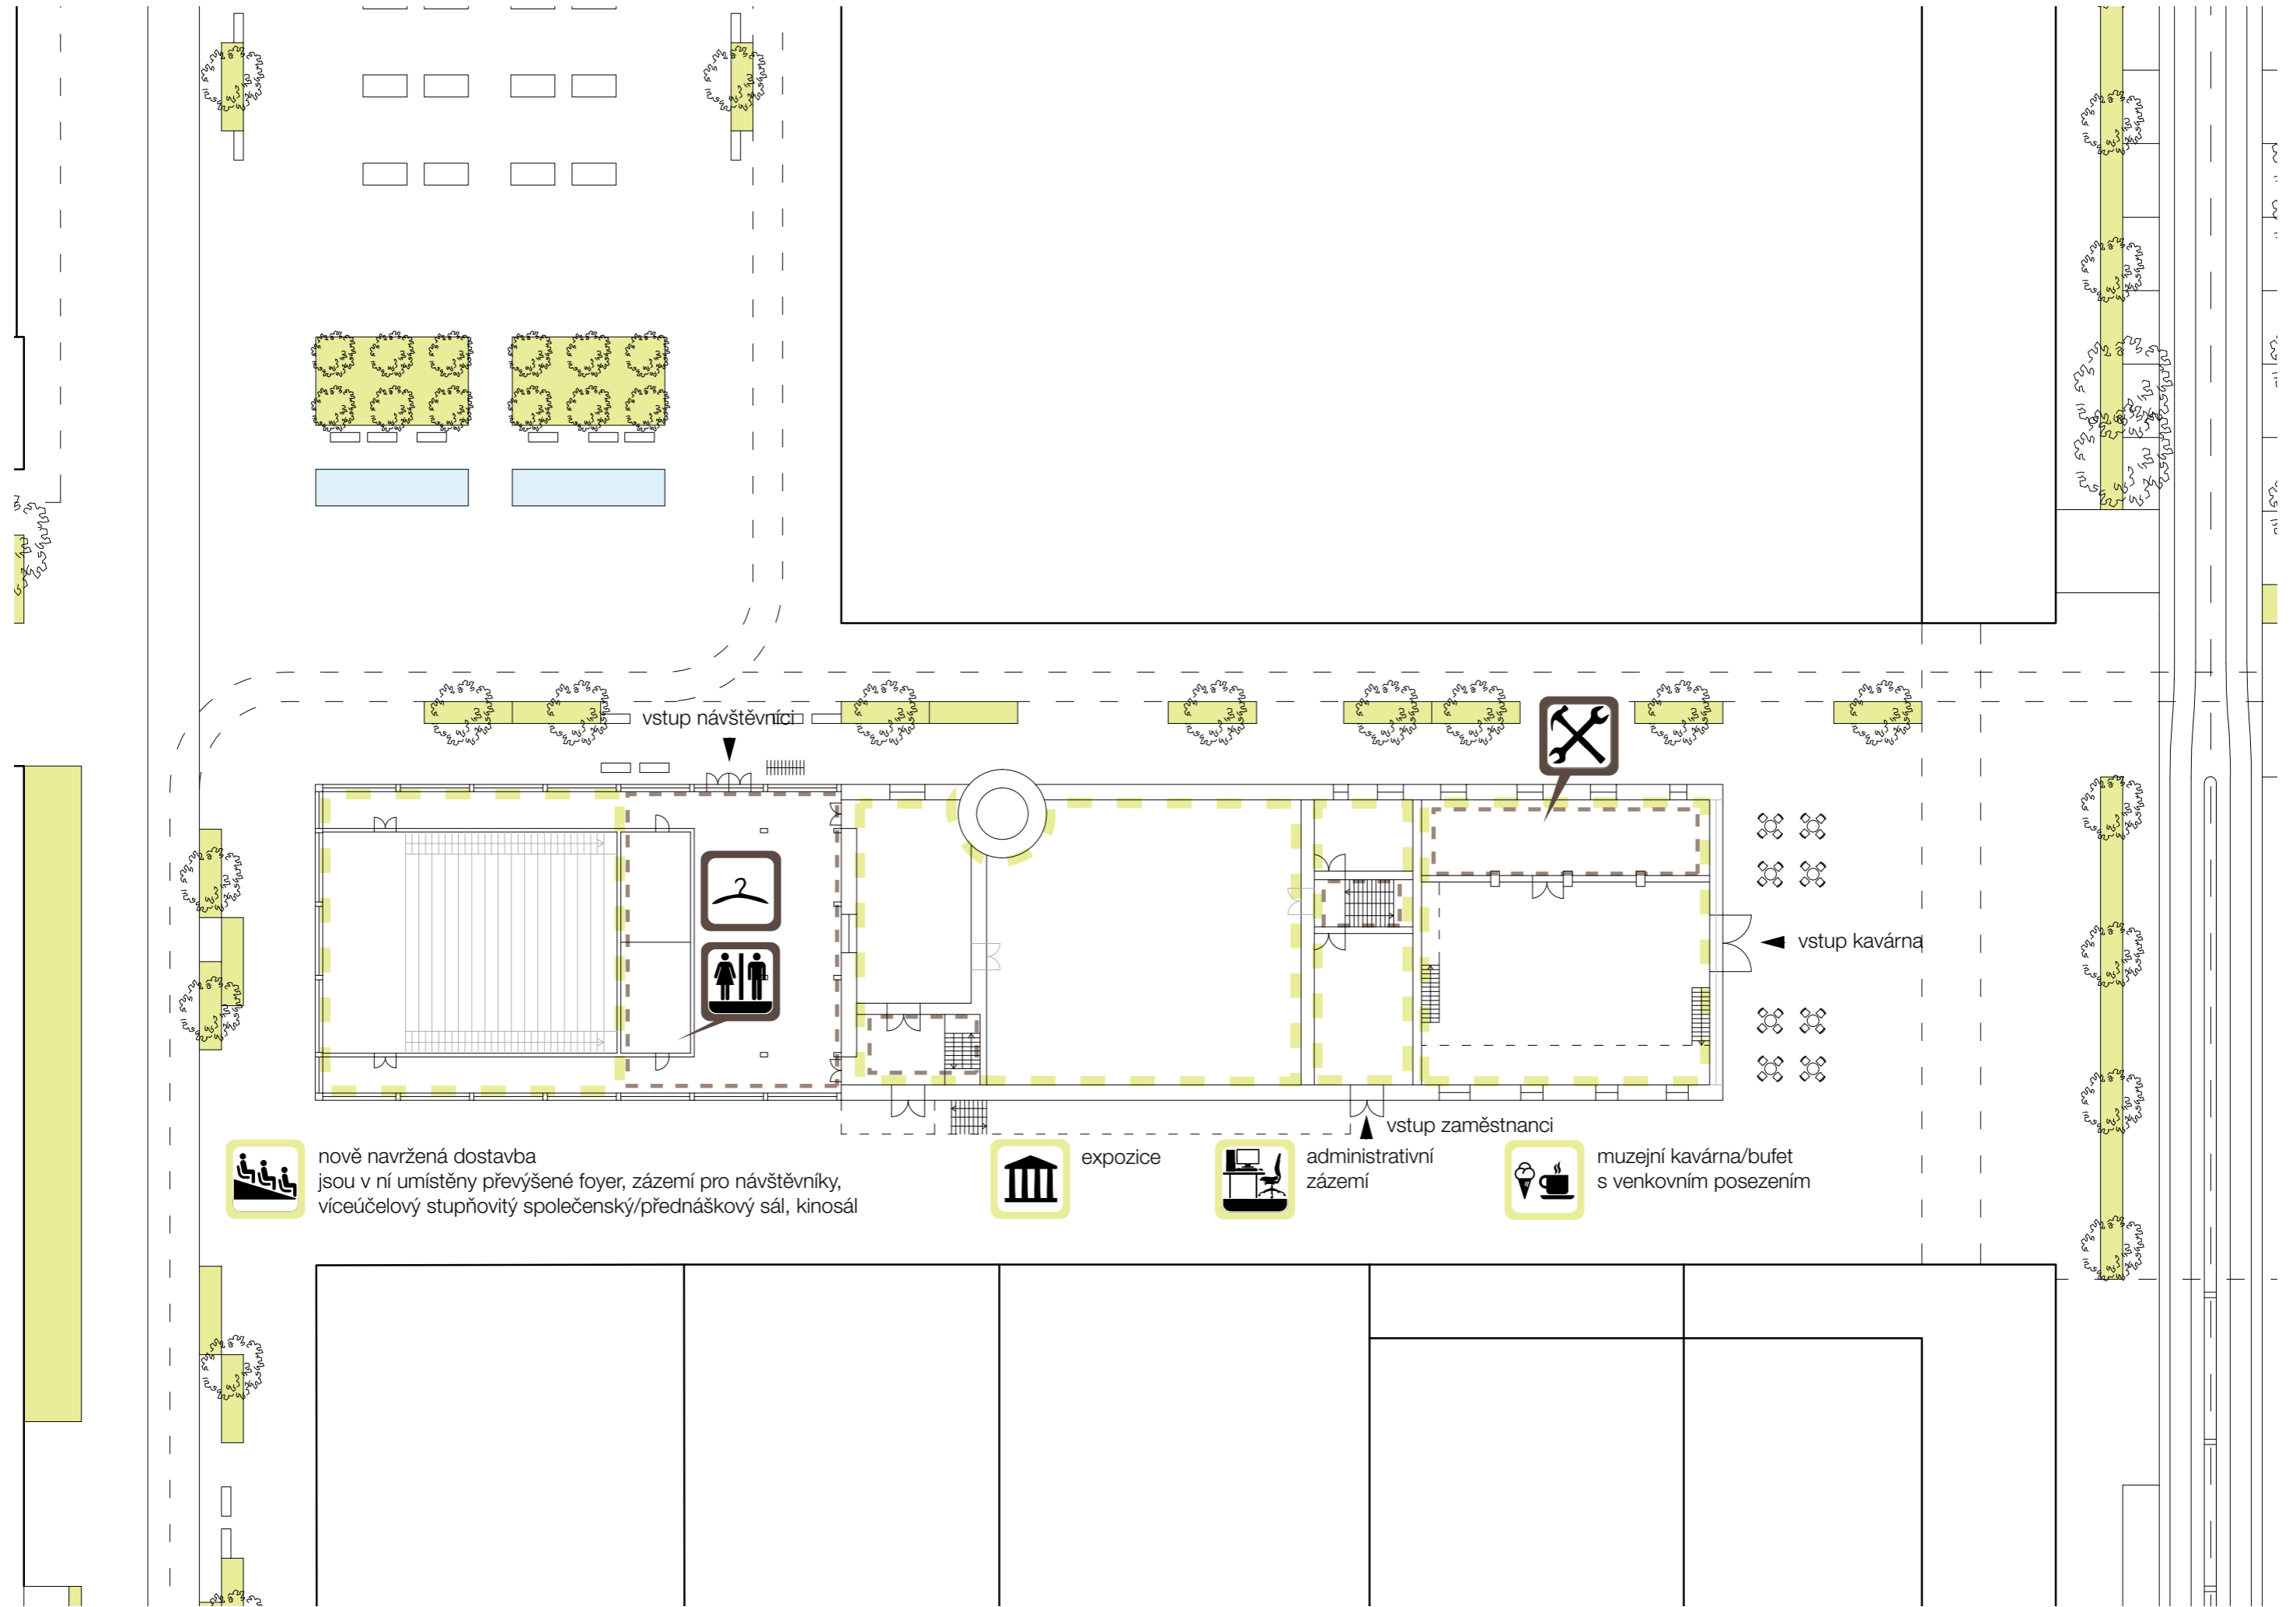 vstup návštěvníci
vstup kavárna
vstup zaměstnanci
nově navržená dostavba
jsou v ní umístěny převýšené foyer, zázemí pro návštěvníky,
víceúčelový stupňovitý společenský/přednáškový sál, kinosál
expozice
administrativní
zázemí
muzejní kavárna/bufet
s venkovním posezením